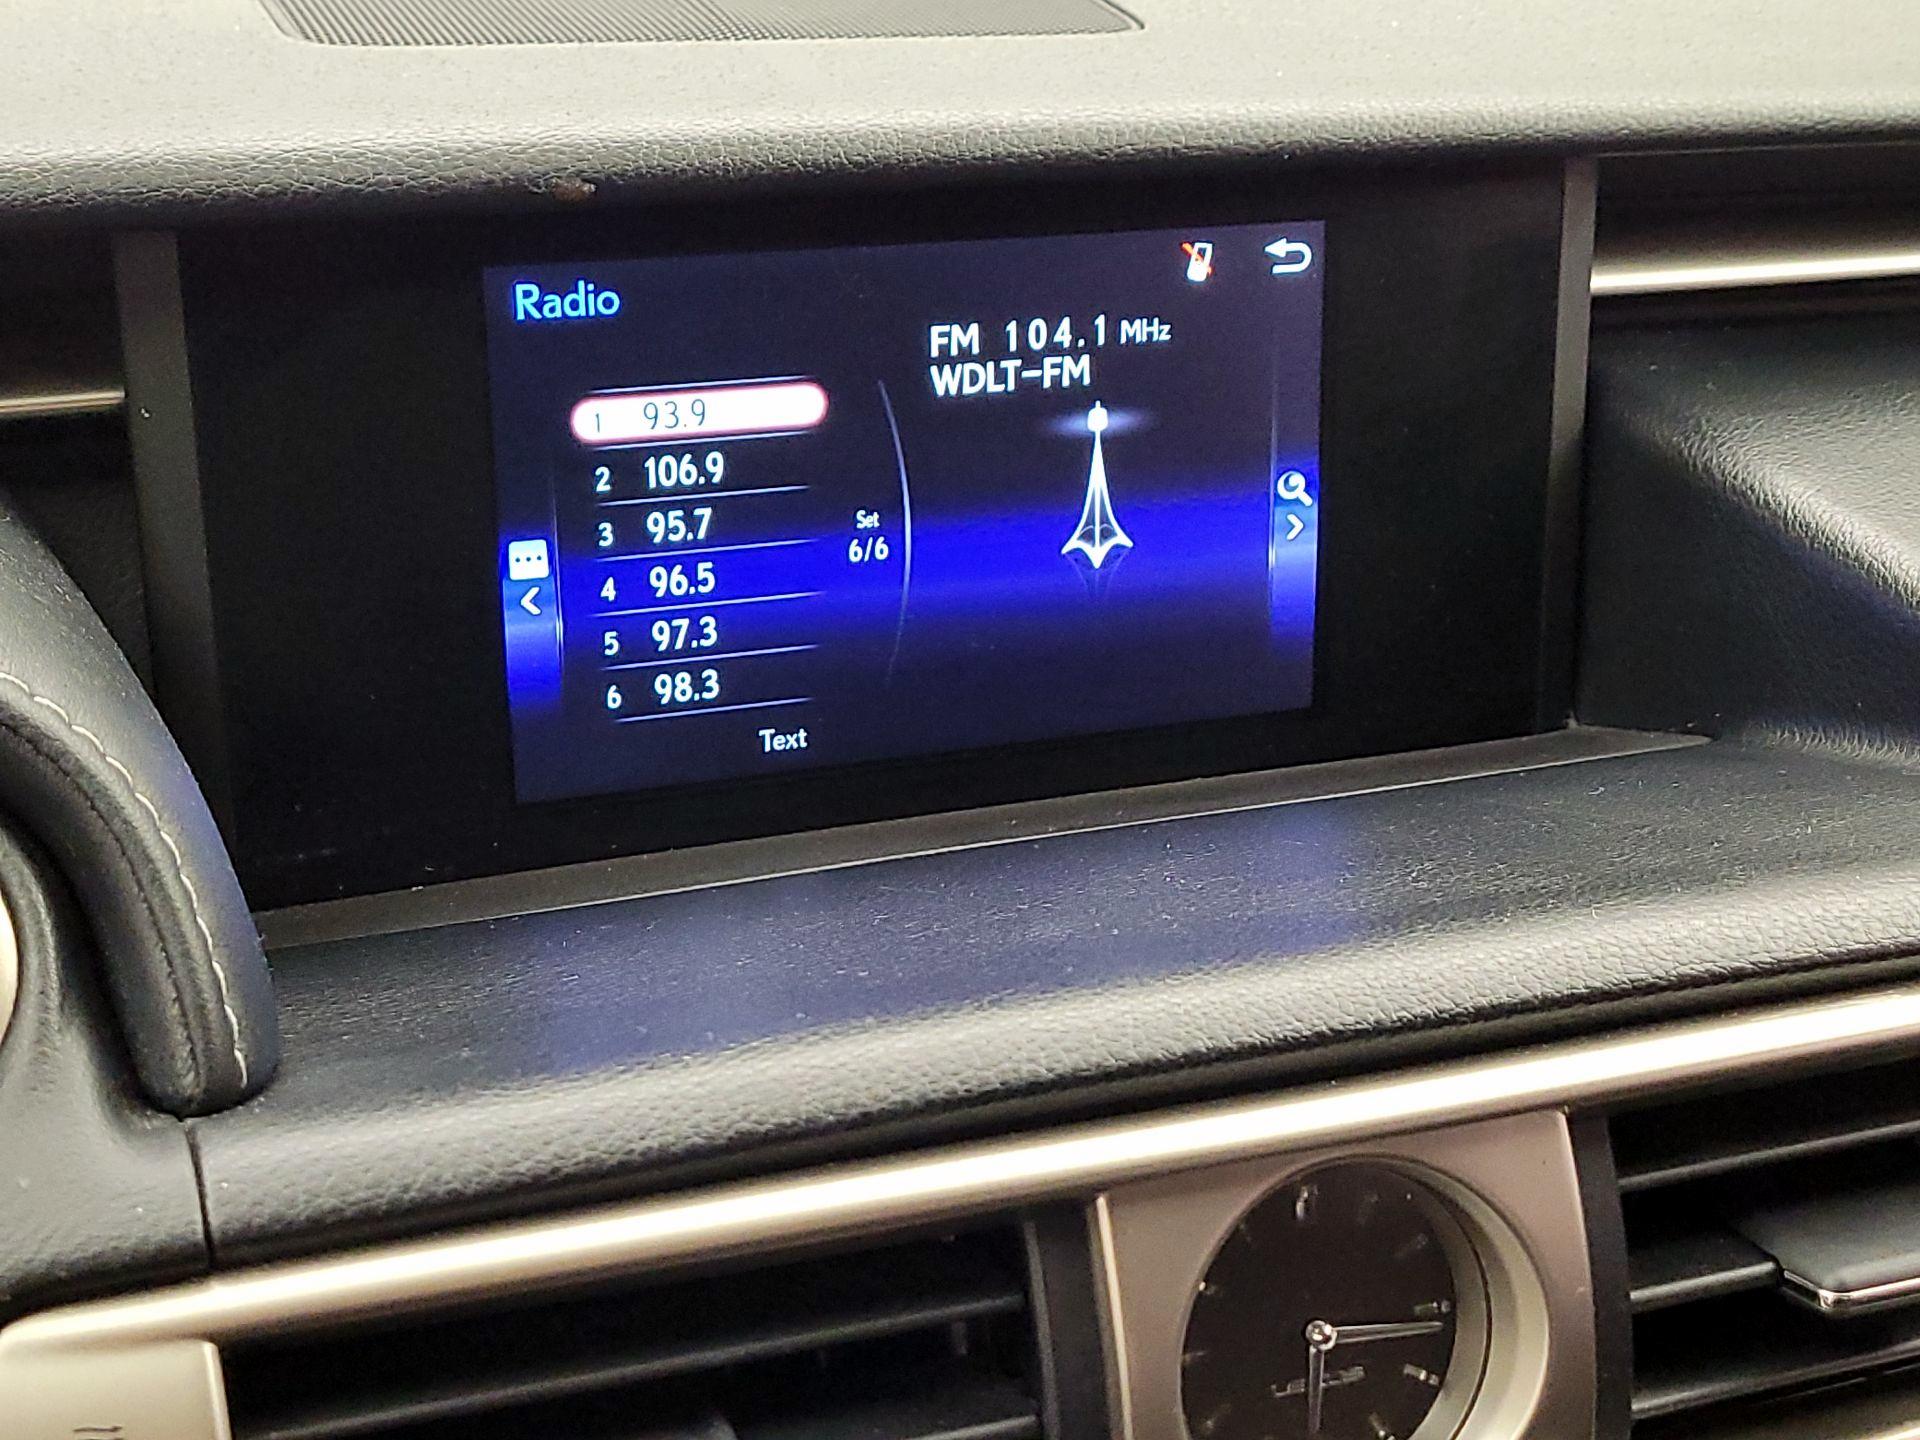 Radio
FM 104.1 MHz
WDLT-FM
1 93.9
2 106.9
3 95.7
4 96.5
5 97.3
6 98.3
Set
6/6
Text
LEXUS